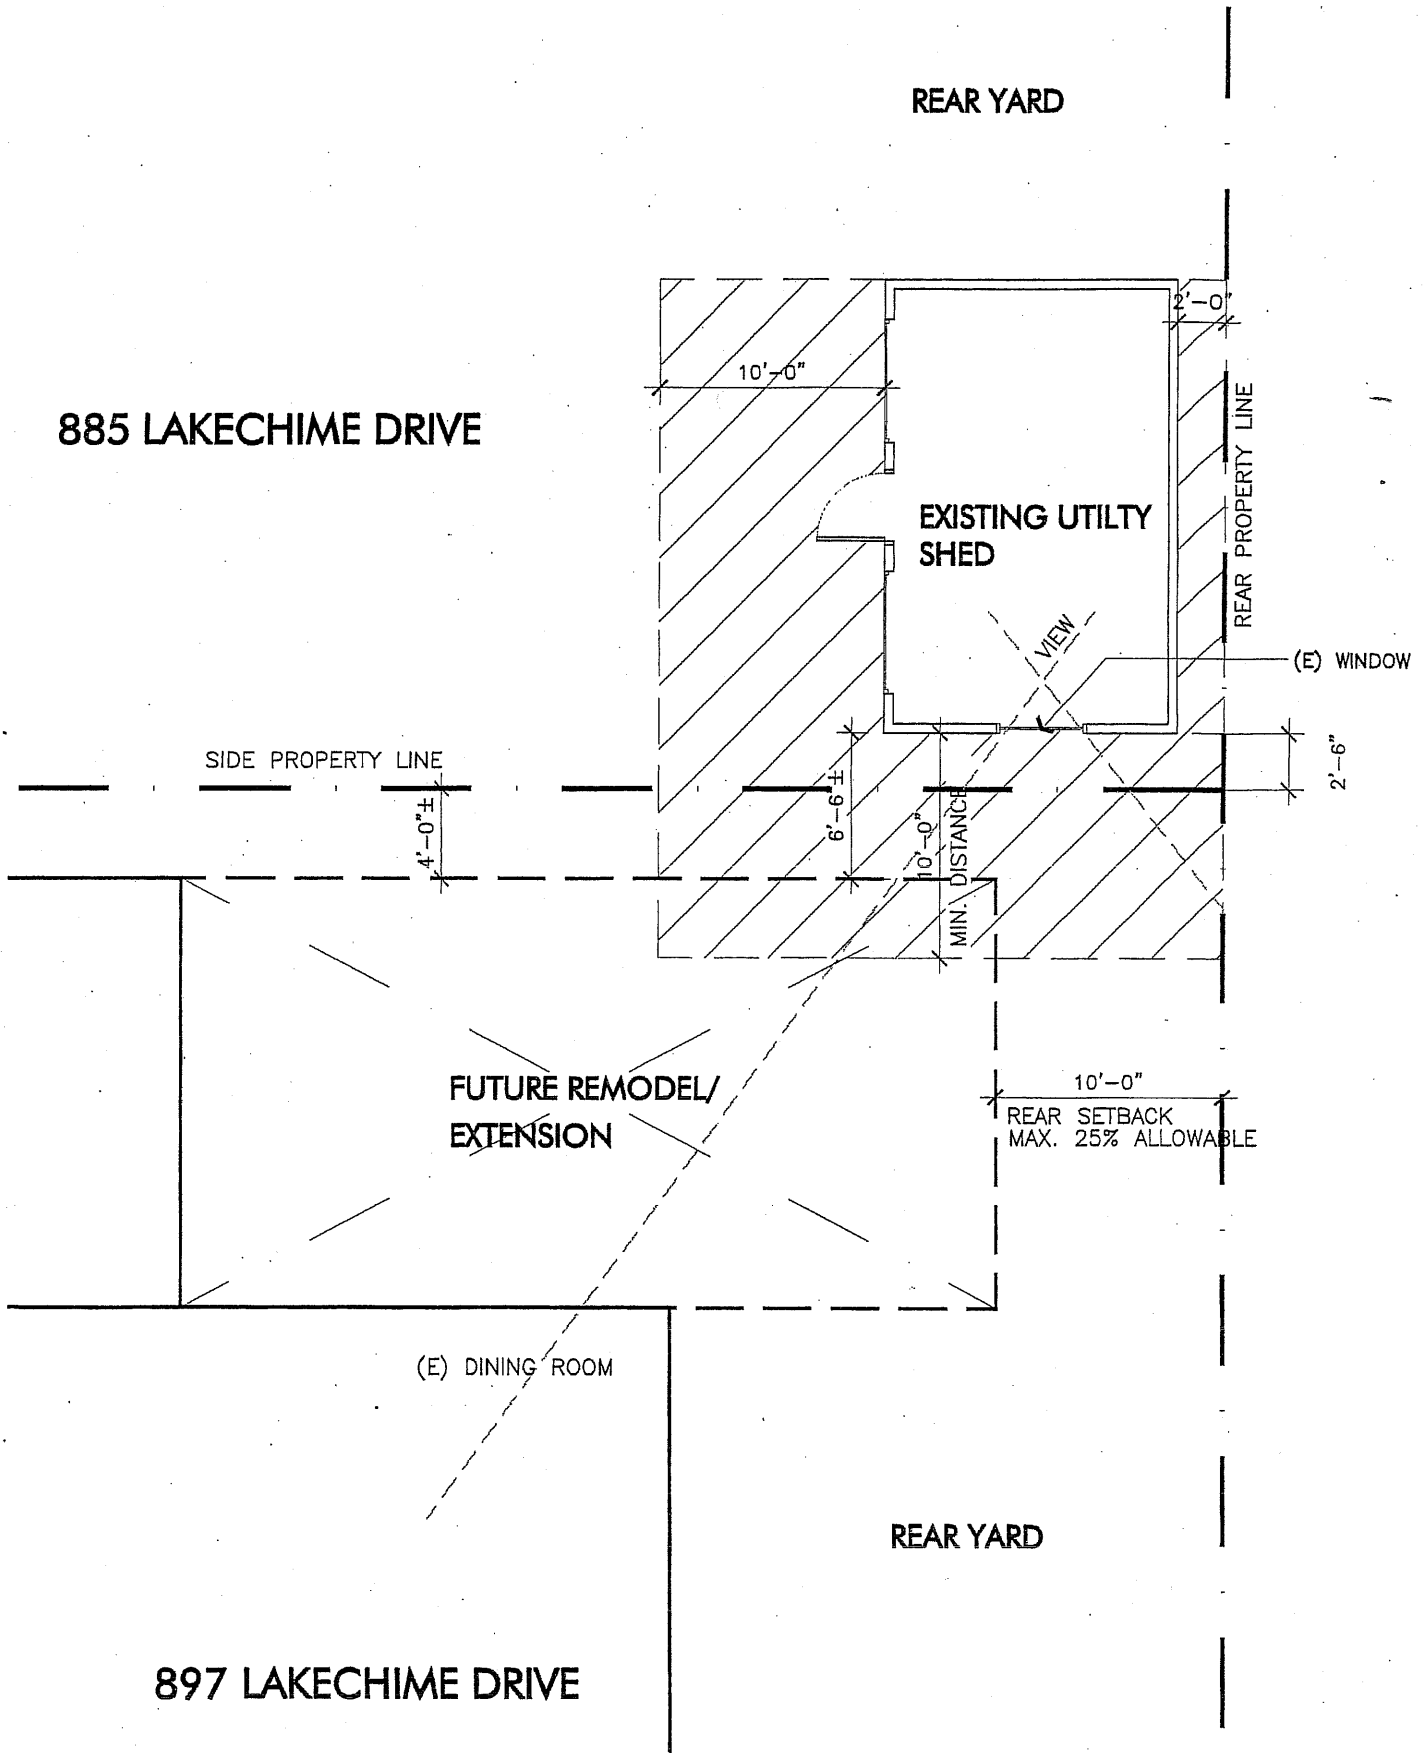 REAR YARD
2'-0"
10'-0"
885 LAKECHIME DRIVE
REAR PROPERTY LINE
EXISTING UTILTY
SHED
VIEW
(E) WINDOW
SIDE PROPERTY LINE
2'-6"
4'-0"±
6'-6"±
10'-0"
MIN. DISTANCE
FUTURE REMODEL/
EXTENSION
10'-0"
REAR SETBACK
MAX. 25% ALLOWABLE
(E) DINING ROOM
REAR YARD
897 LAKECHIME DRIVE